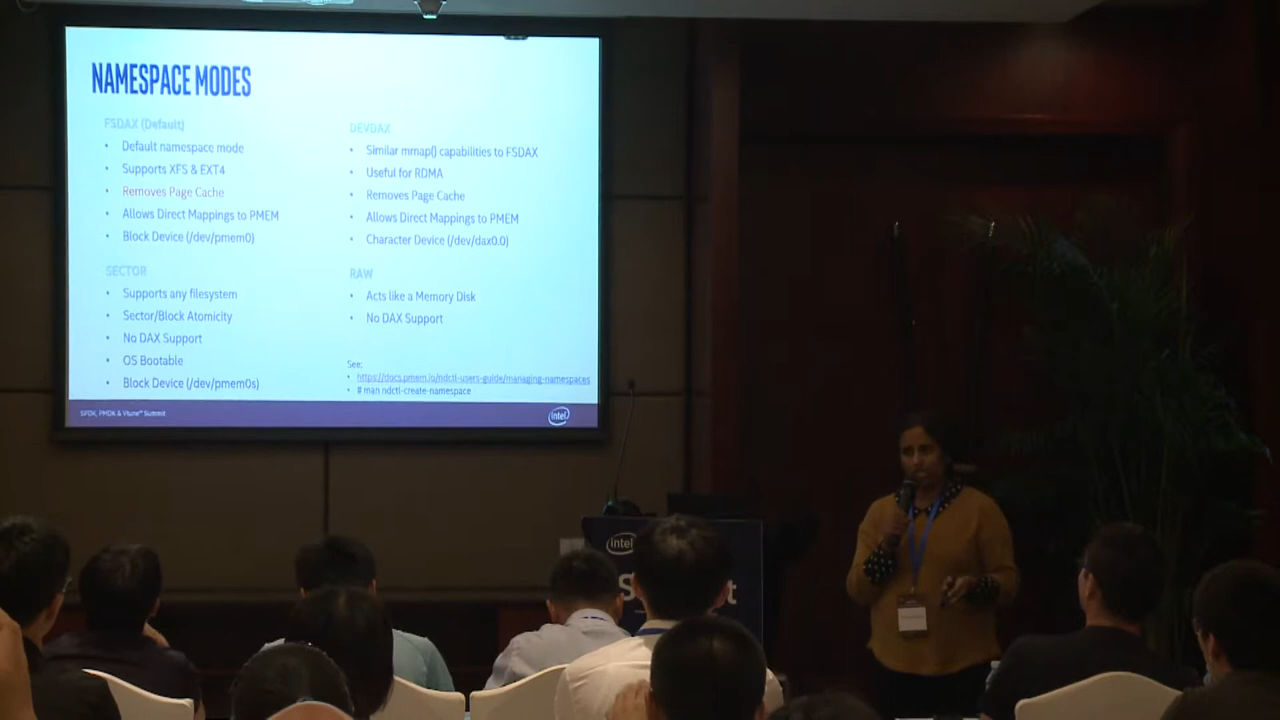 NAMESPACE MODES
FSDAX (Default)
• Default namespace mode
• Supports XFS & EXT4
• Removes Page Cache
• Allows Direct Mappings to PMEM
• Block Device (/dev/pmem0)
SECTOR
• Supports any filesystem
• Sector/Block Atomicity
• No DAX Support
• OS Bootable
• Block Device (/dev/pmem0s)
DEVDAX
• Similar mmap() capabilities to FSDAX
• Useful for RDMA
• Removes Page Cache
• Allows Direct Mappings to PMEM
• Character Device (/dev/dax0.0)
RAW
• Acts like a Memory Disk
• No DAX Support
See:
• https://docs.pmem.io/ndctl-users-guide/managing-namespaces
• # man ndctl-create-namespace
SPDK, PMDK & Vtune™ Summit
intel
intel